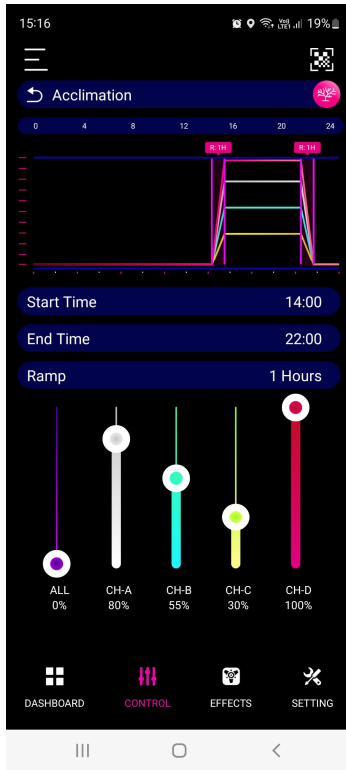 15:16 Vo)) LTE1 19%
Acclimation
0 4 8 12 16 20 24
R:1H R:1H
Start Time 14:00
End Time 22:00
Ramp 1 Hours
ALL CH-A CH-B CH-C CH-D
0% 80% 55% 30% 100%
DASHBOARD CONTROL EFFECTS SETTING